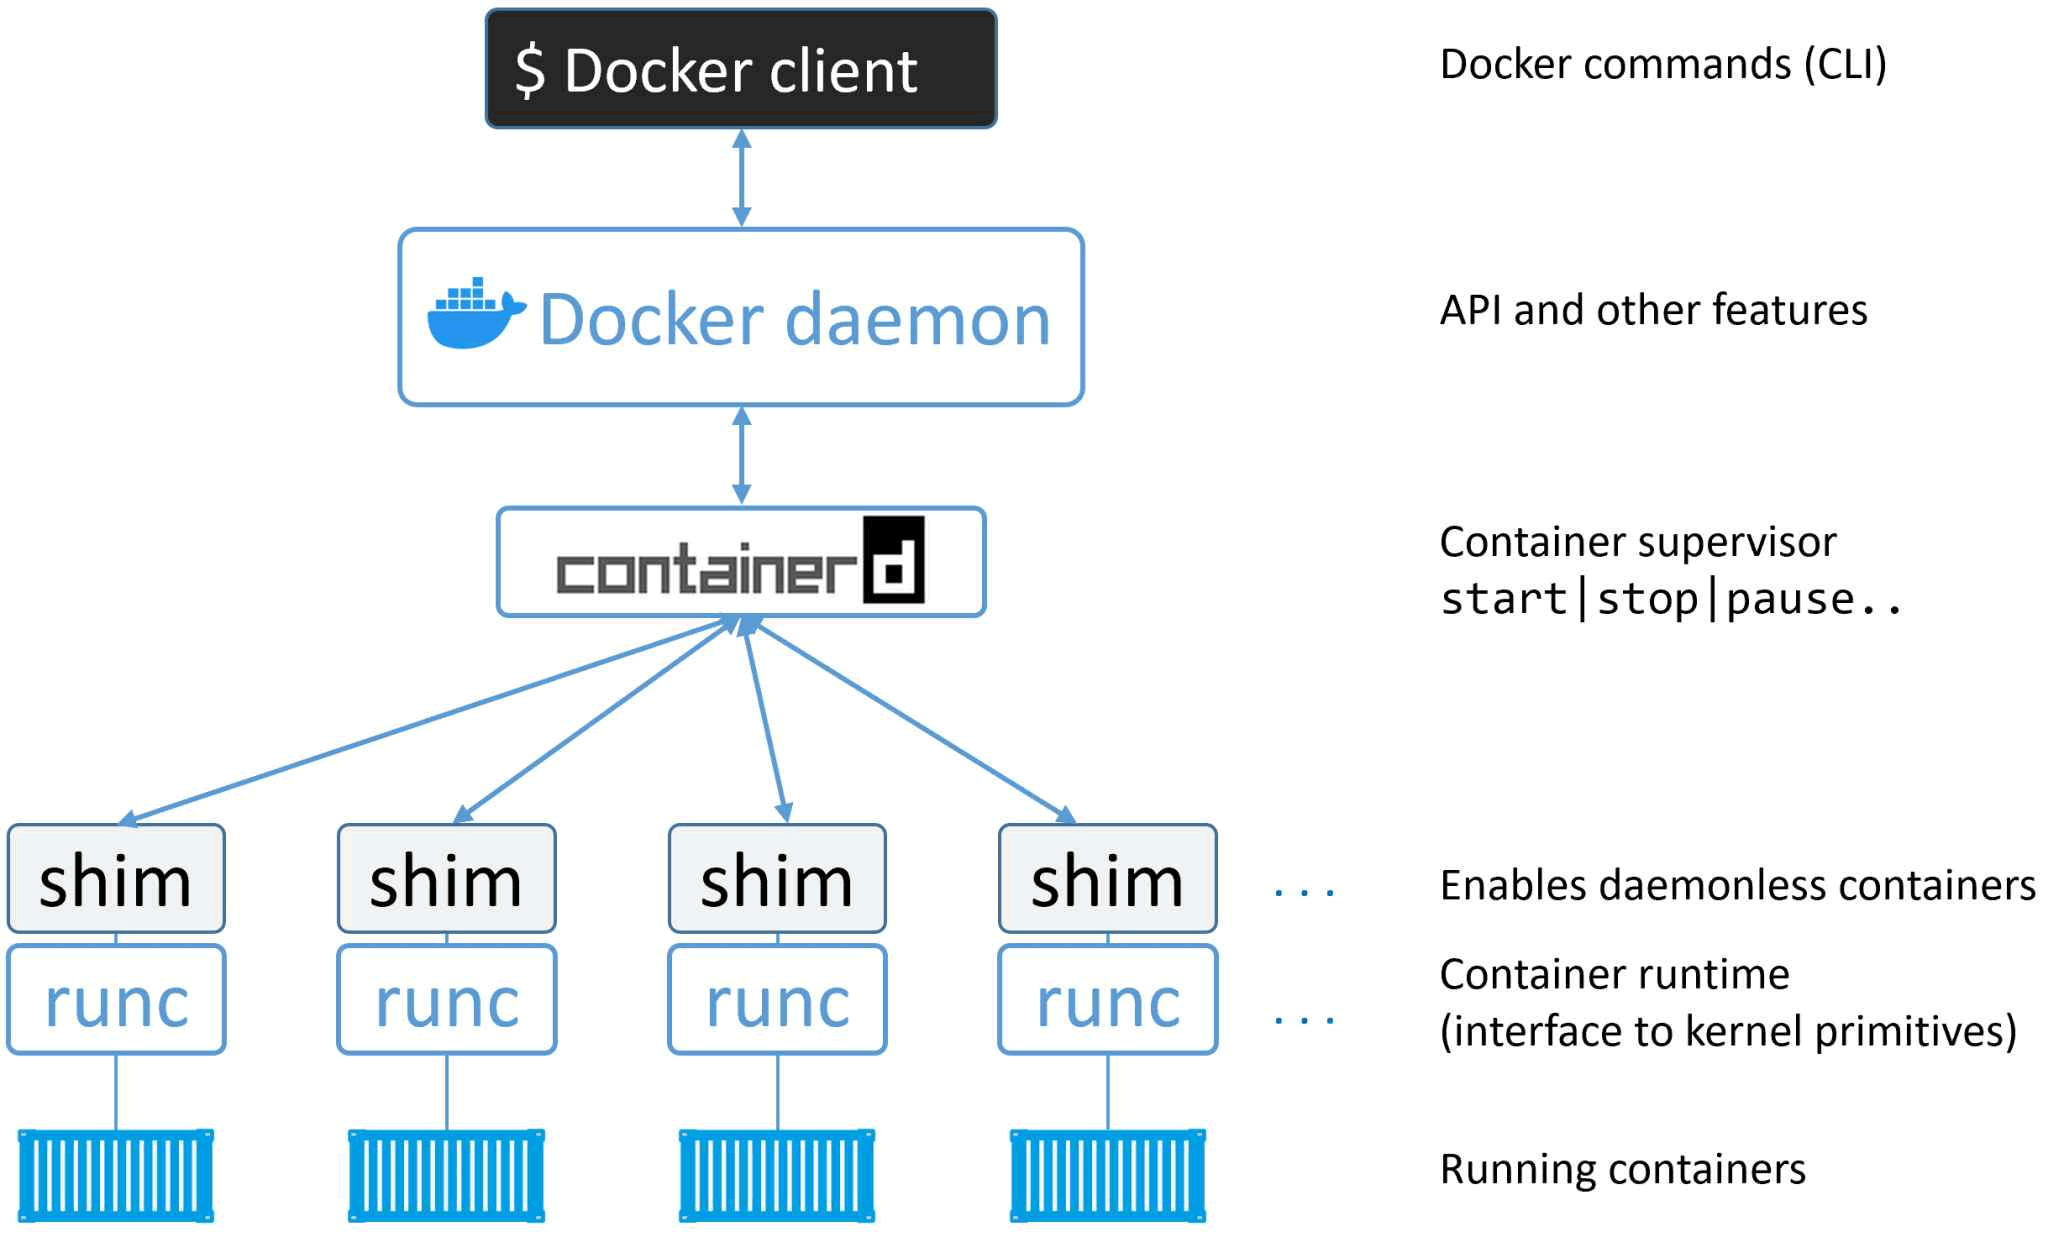 $ Docker client
Docker commands (CLI)
Docker daemon
API and other features
containerd
Container supervisor
start|stop|pause..
shim
shim
shim
shim
...
Enables daemonless containers
runc
runc
runc
runc
...
Container runtime
(interface to kernel primitives)
Running containers